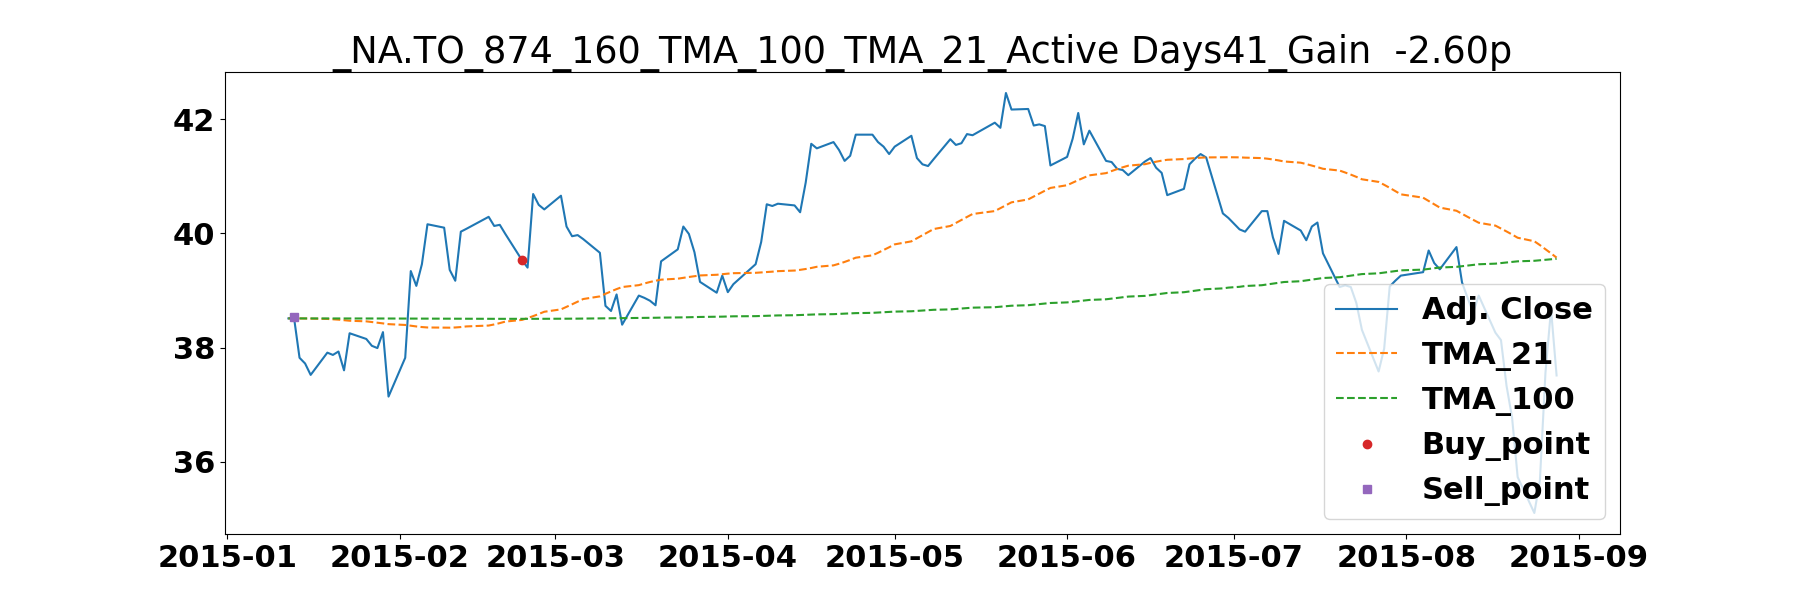 _NA.TO_874_160_TMA_100_TMA_21_Active Days41_Gain  -2.60p
42
40
38
36
Adj. Close
TMA_21
TMA_100
Buy_point
Sell_point
2015-01 2015-02 2015-03 2015-04 2015-05 2015-06 2015-07 2015-08 2015-09